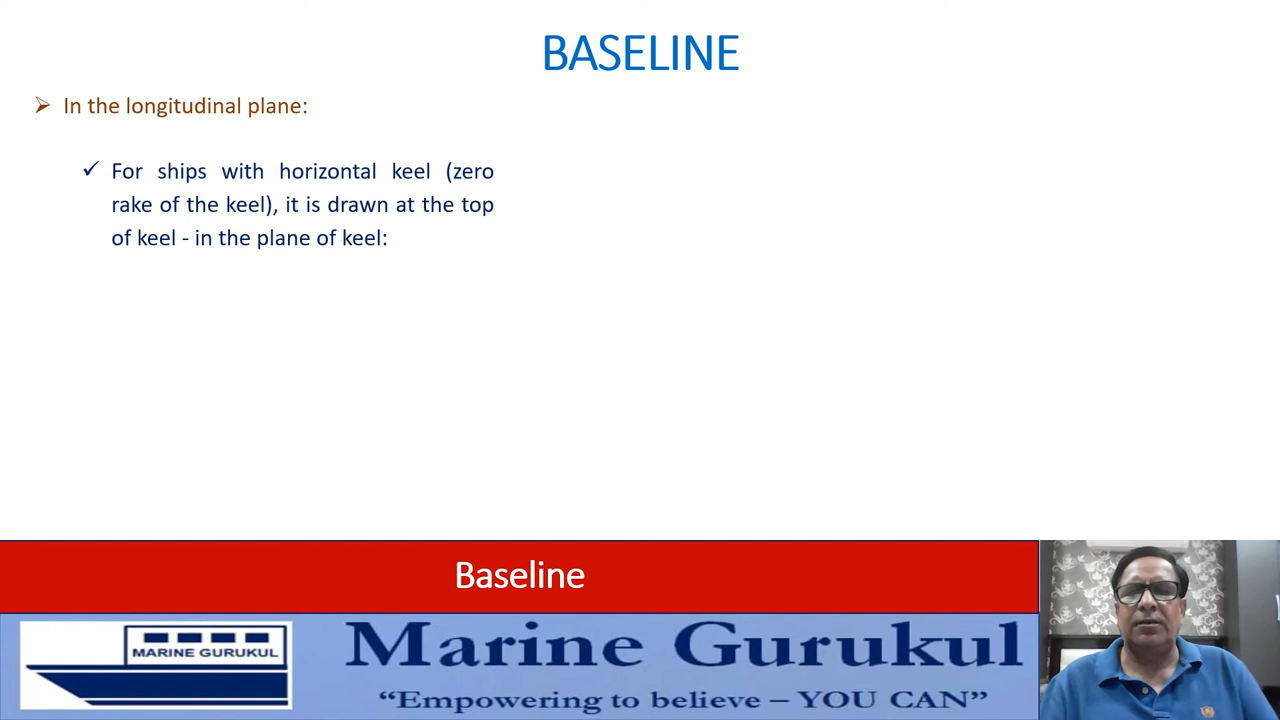 BASELINE
➢ In the longitudinal plane:
✓ For ships with horizontal keel (zero
rake of the keel), it is drawn at the top
of keel - in the plane of keel:
Baseline
MARINE GURUKUL
Marine Gurukul
“Empowering to believe – YOU CAN”